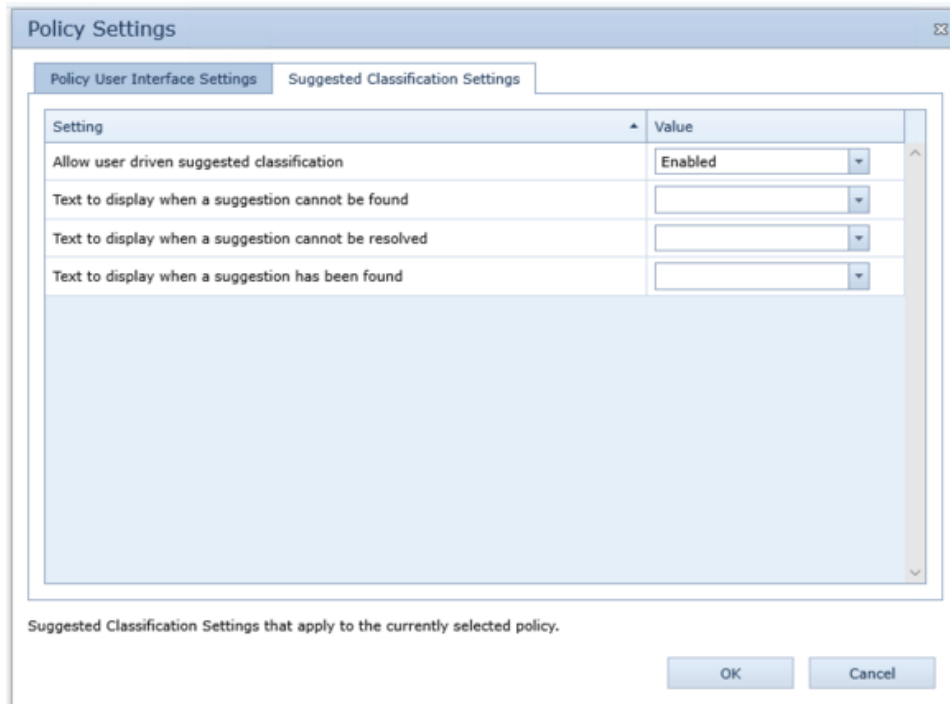 Policy Settings
Policy User Interface Settings Suggested Classification Settings
Setting Value
Allow user driven suggested classification Enabled
Text to display when a suggestion cannot be found
Text to display when a suggestion cannot be resolved
Text to display when a suggestion has been found
Suggested Classification Settings that apply to the currently selected policy.
OK Cancel